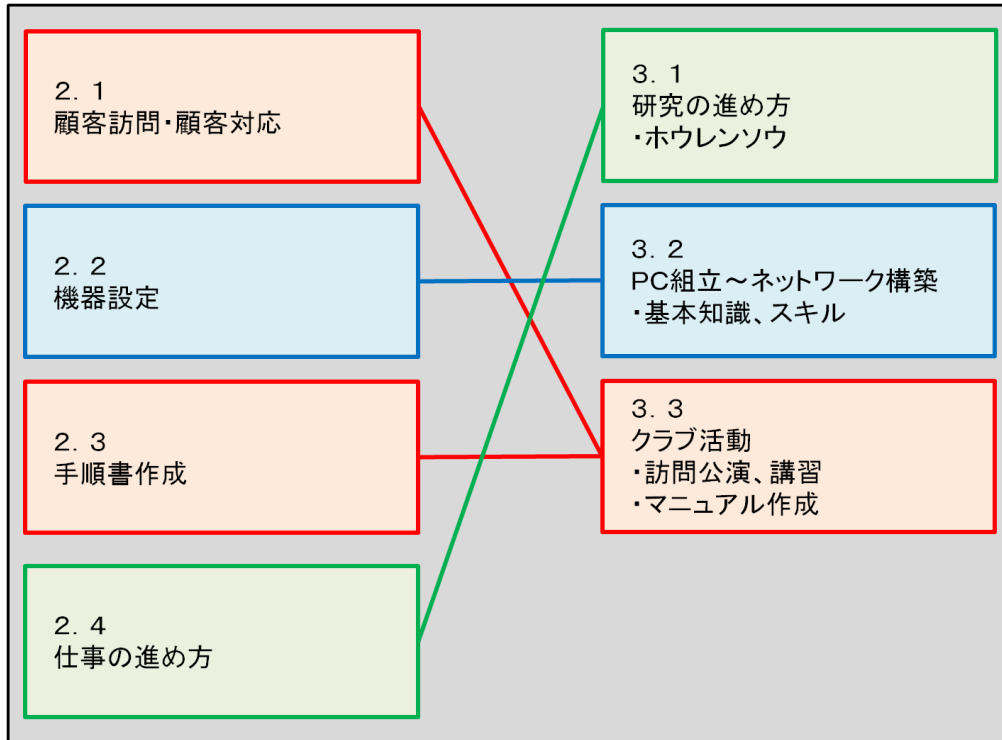 ２．１
顧客訪問・顧客対応
２．２
機器設定
２．３
手順書作成
２．４
仕事の進め方
３．１
研究の進め方
・ホウレンソウ
３．２
PC組立～ネットワーク構築
・基本知識、スキル
３．３
クラブ活動
・訪問公演、講習
・マニュアル作成